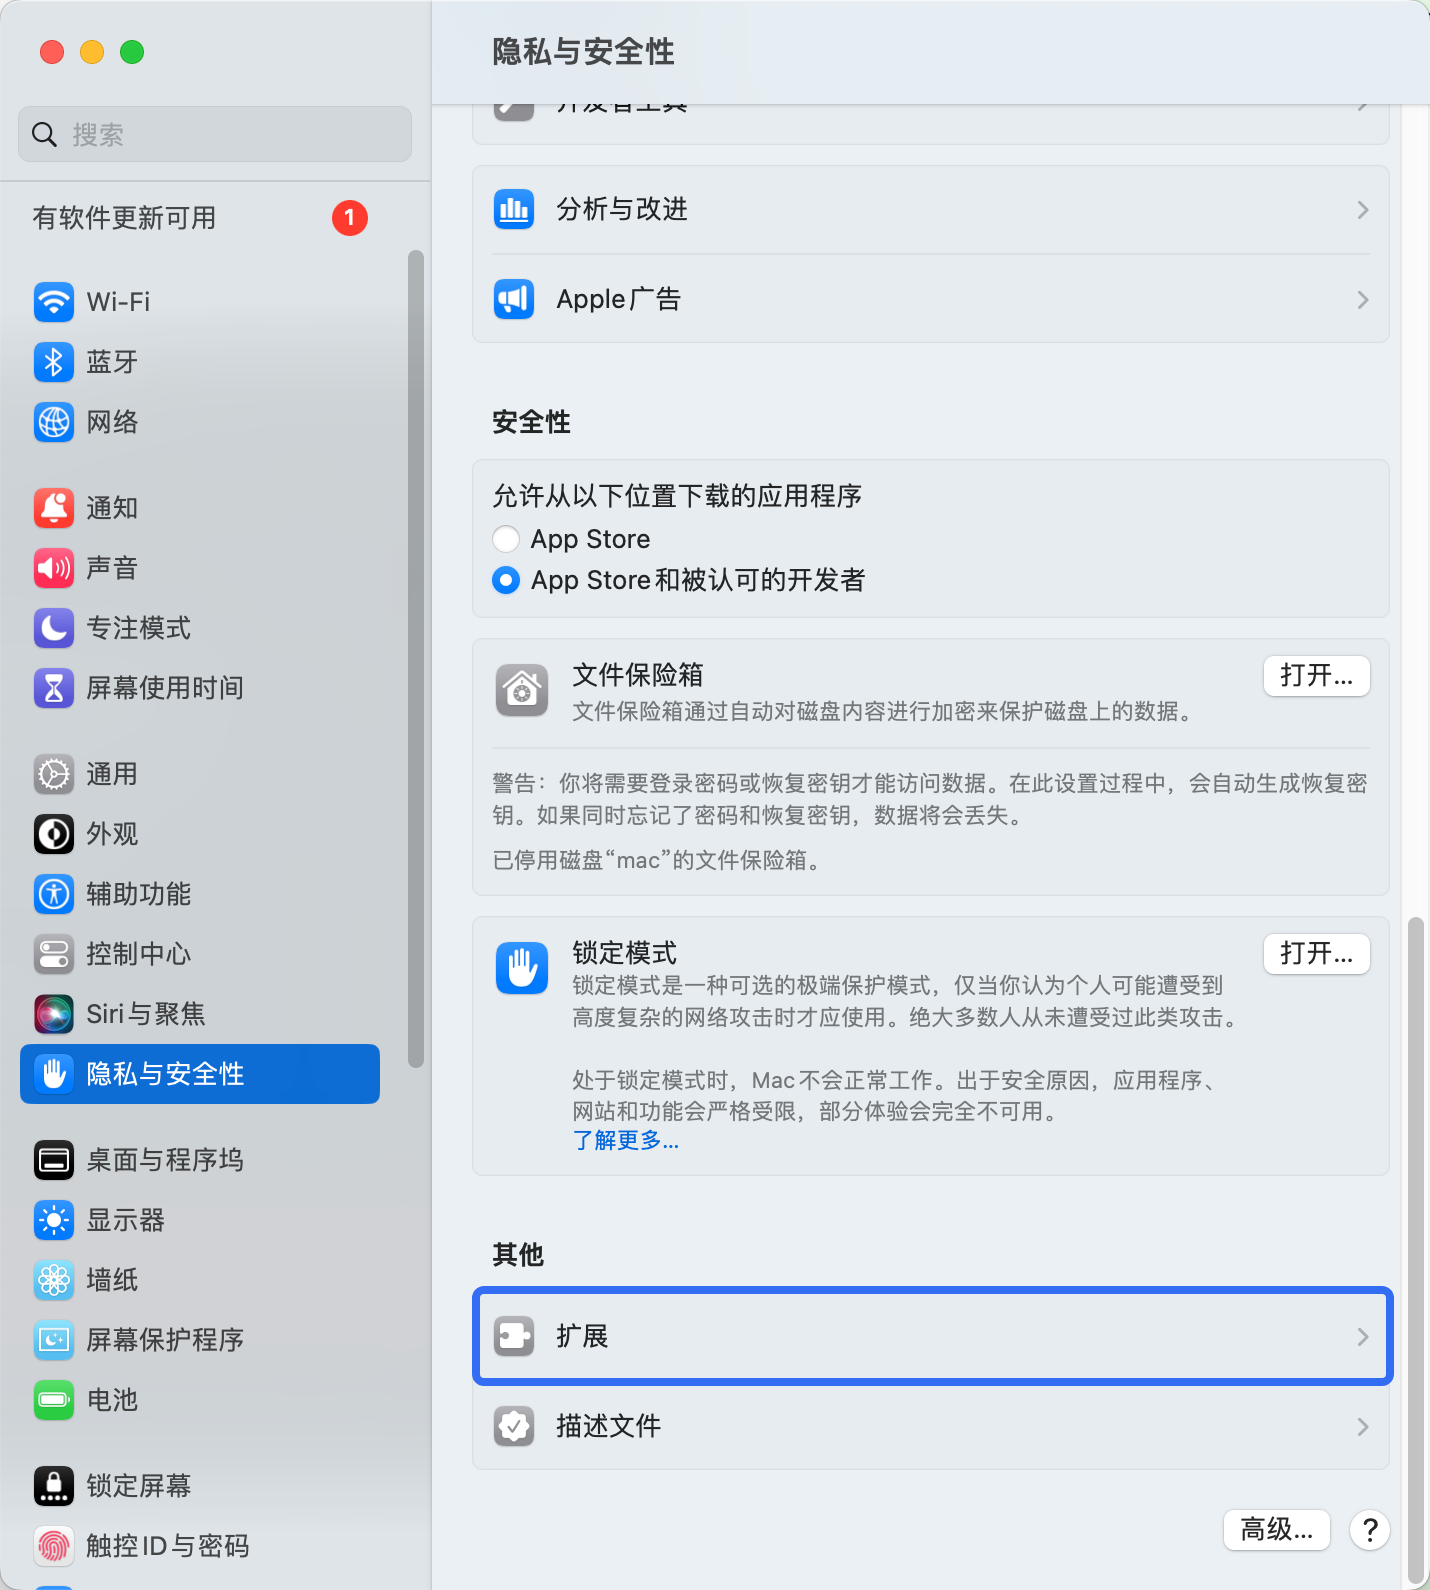 隐私与安全性
搜索
有软件更新可用
1
Wi-Fi
蓝牙
网络
通知
声音
专注模式
屏幕使用时间
通用
外观
辅助功能
控制中心
Siri与聚焦
隐私与安全性
桌面与程序坞
显示器
墙纸
屏幕保护程序
电池
锁定屏幕
触控ID与密码
开发者工具
分析与改进
Apple广告
安全性
允许从以下位置下载的应用程序
App Store
App Store和被认可的开发者
文件保险箱
打开...
文件保险箱通过自动对磁盘内容进行加密来保护磁盘上的数据。
警告：你将需要登录密码或恢复密钥才能访问数据。在此设置过程中，会自动生成恢复密
钥。如果同时忘记了密码和恢复密钥，数据将会丢失。
已停用磁盘“mac”的文件保险箱。
锁定模式
打开...
锁定模式是一种可选的极端保护模式，仅当你认为个人可能遭受到
高度复杂的网络攻击时才应使用。绝大多数人从未遭受过此类攻击。
处于锁定模式时，Mac不会正常工作。出于安全原因，应用程序、
网站和功能会严格受限，部分体验会完全不可用。
了解更多...
其他
扩展
描述文件
高级...
?